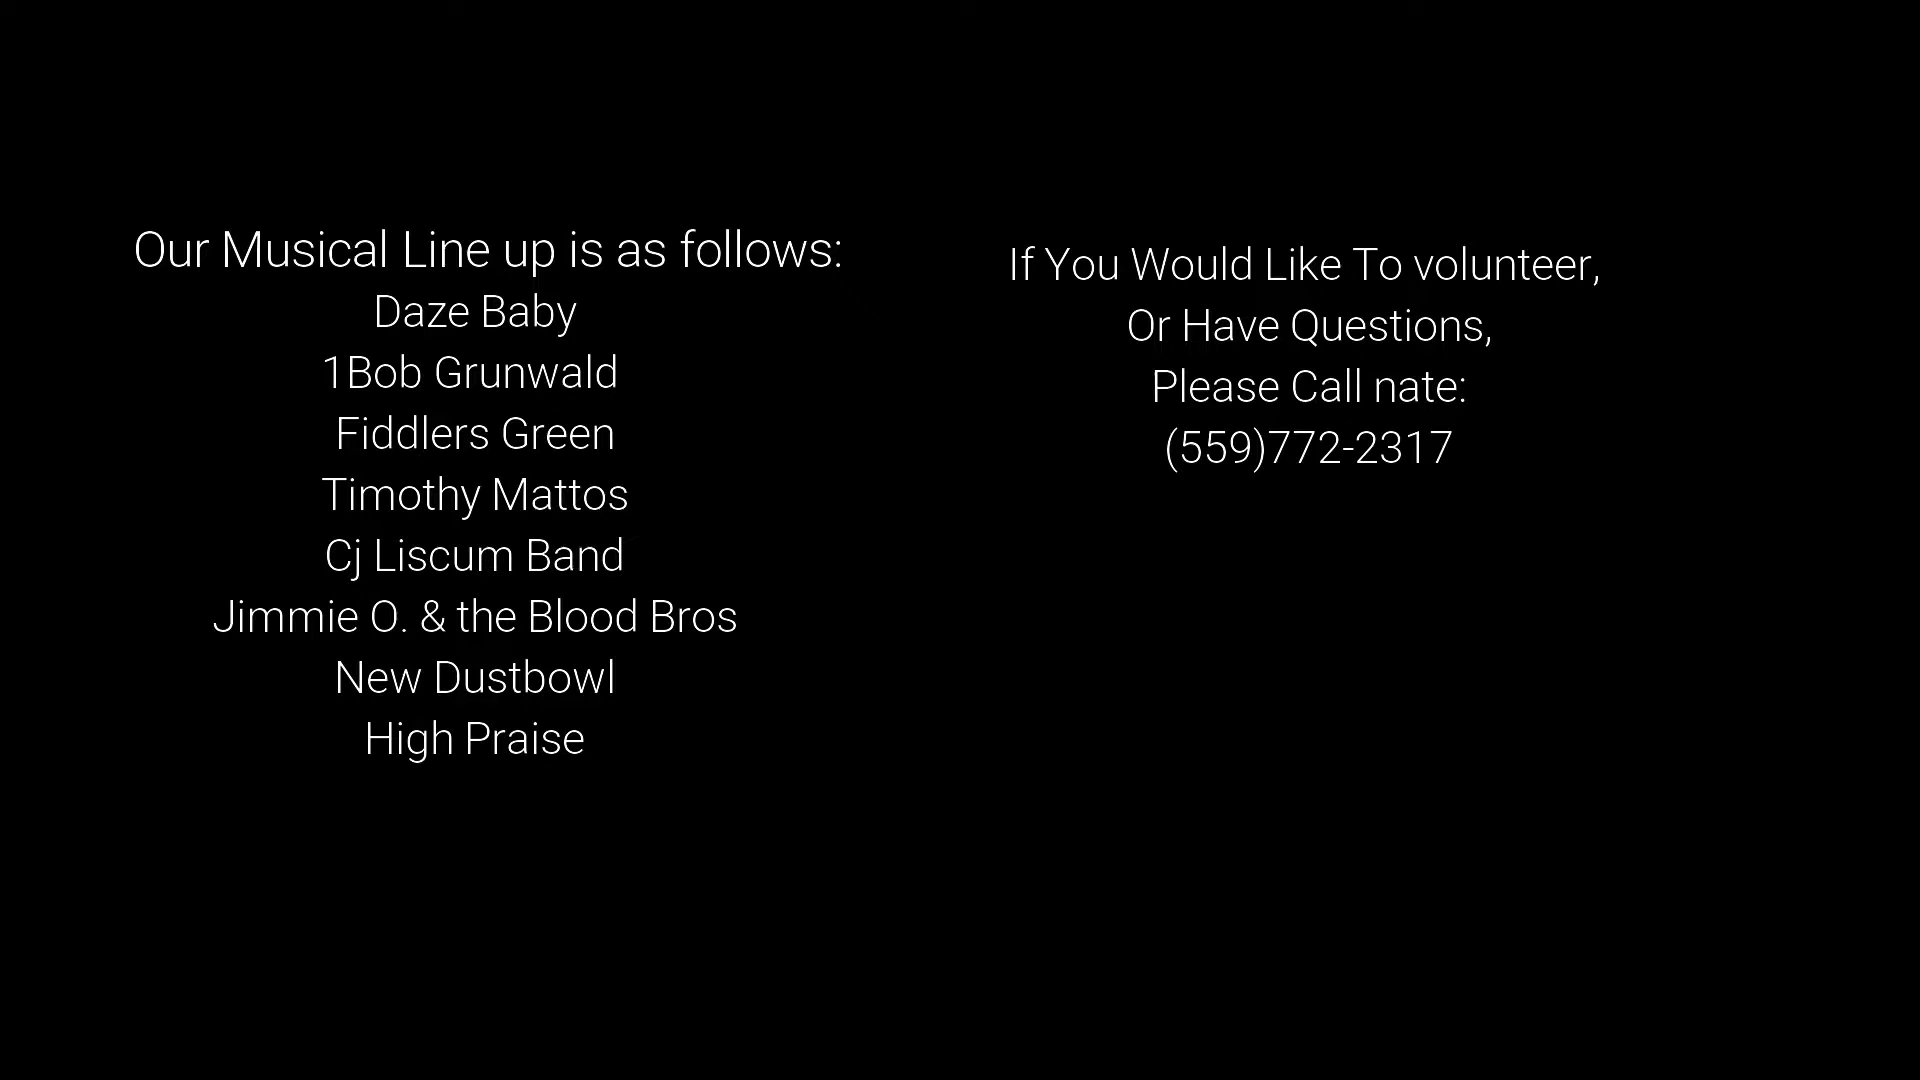 Our Musical Line up is as follows:
Daze Baby
1Bob Grunwald
Fiddlers Green
Timothy Mattos
Cj Liscum Band
Jimmie O. & the Blood Bros
New Dustbowl
High Praise
If You Would Like To volunteer,
Or Have Questions,
Please Call nate:
(559)772-2317